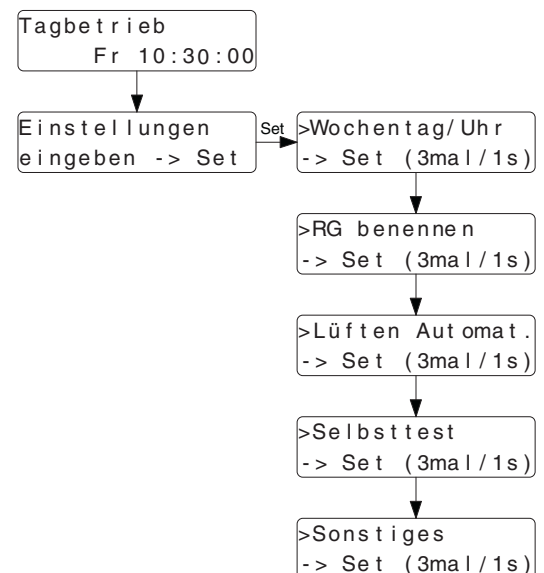 Tagbetrieb
Fr 10:30:00
Einstellungen
eingeben -> Set
Set
>Wochentag/Uhr
-> Set (3mal/1s)
>RG benennen
-> Set (3mal/1s)
>Lüften Automat.
-> Set (3mal/1s)
>Selbsttest
-> Set (3mal/1s)
>Sonstiges
-> Set (3mal/1s)